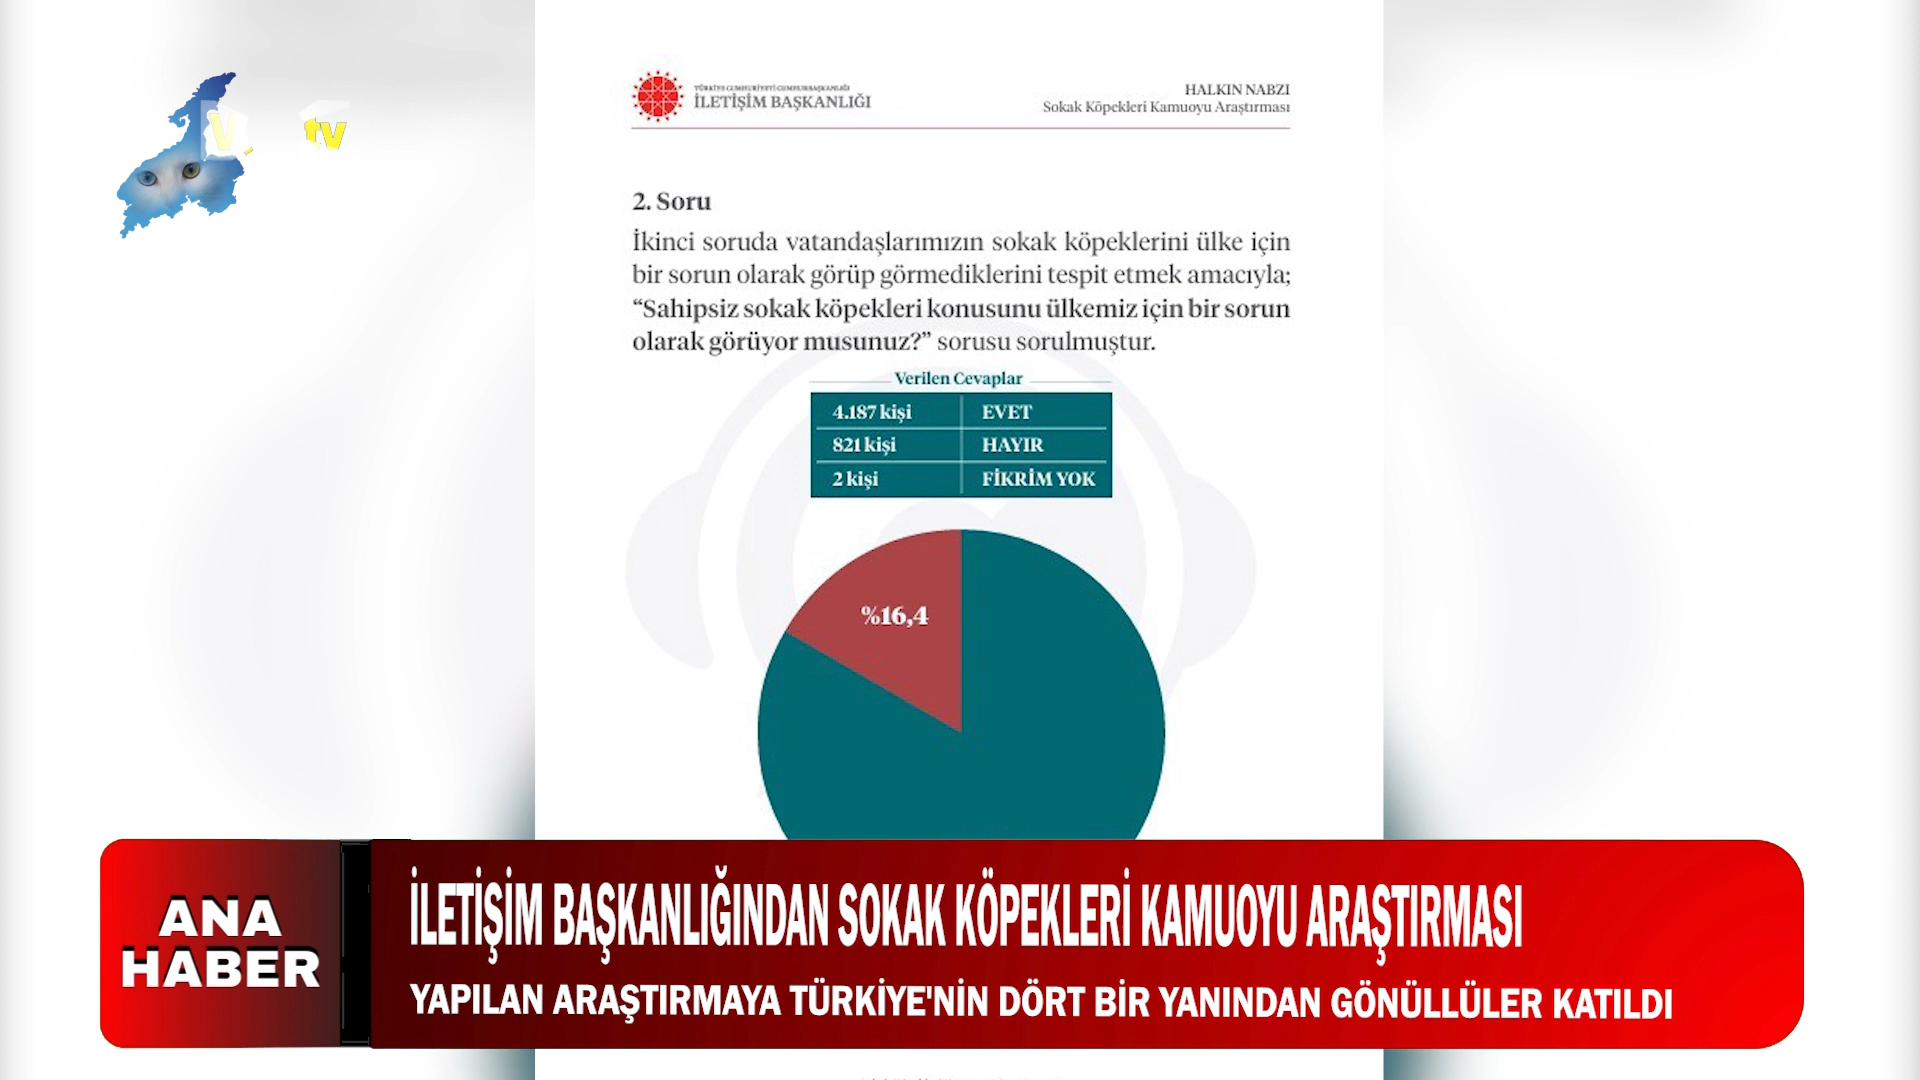 V tv
TÜRKİYE CUMHURİYETİ CUMHURBAŞKANLIĞI
İLETİŞİM BAŞKANLIĞI
HALKIN NABZI
Sokak Köpekleri Kamuoyu Araştırması
2. Soru
İkinci soruda vatandaşlarımızın sokak köpeklerini ülke için
bir sorun olarak görüp görmediklerini tespit etmek amacıyla;
“Sahipsiz sokak köpekleri konusunu ülkemiz için bir sorun
olarak görüyor musunuz?” sorusu sorulmuştur.
Verilen Cevaplar
4.187 kişi EVET
821 kişi HAYIR
2 kişi FİKRİM YOK
%16,4
ANA
HABER
İLETİŞİM BAŞKANLIĞINDAN SOKAK KÖPEKLERİ KAMUOYU ARAŞTIRMASI
YAPILAN ARAŞTIRMAYA TÜRKİYE'NİN DÖRT BİR YANINDAN GÖNÜLLÜLER KATILDI